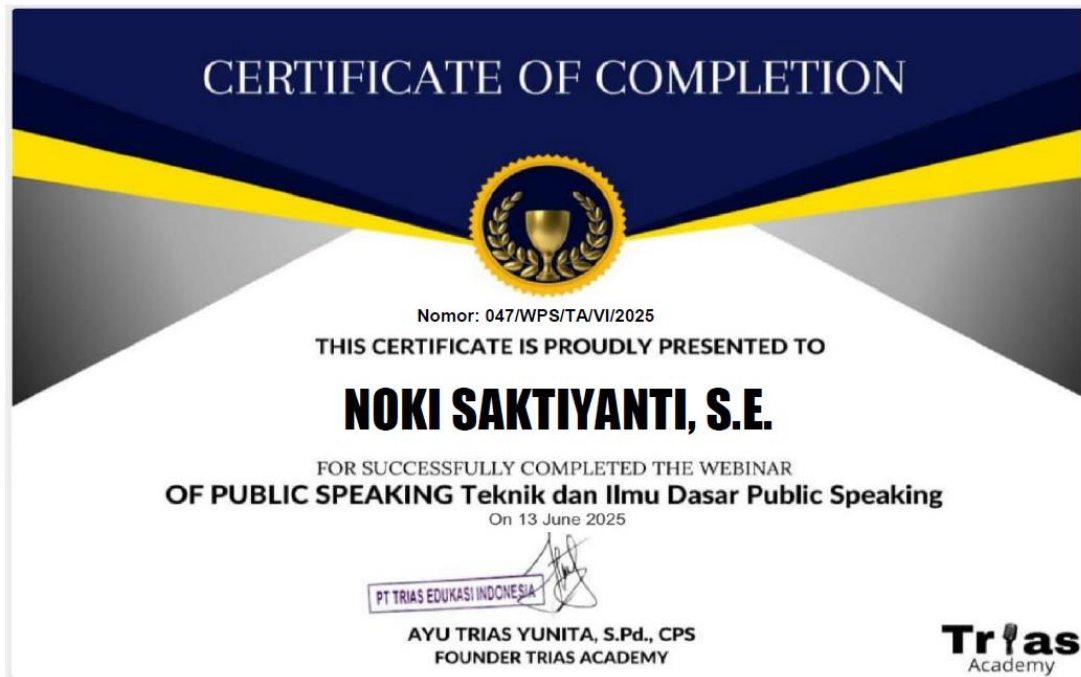 CERTIFICATE OF COMPLETION
Nomor: 047/WPS/TA/VI/2025
THIS CERTIFICATE IS PROUDLY PRESENTED TO
NOKI SAKTIYANTI, S.E.
FOR SUCCESSFULLY COMPLETED THE WEBINAR
OF PUBLIC SPEAKING Teknik dan Ilmu Dasar Public Speaking
On 13 June 2025
PT TRIAS EDUKASI INDONESIA
AYU TRIAS YUNITA, S.Pd., CPS
FOUNDER TRIAS ACADEMY
Trias
Academy